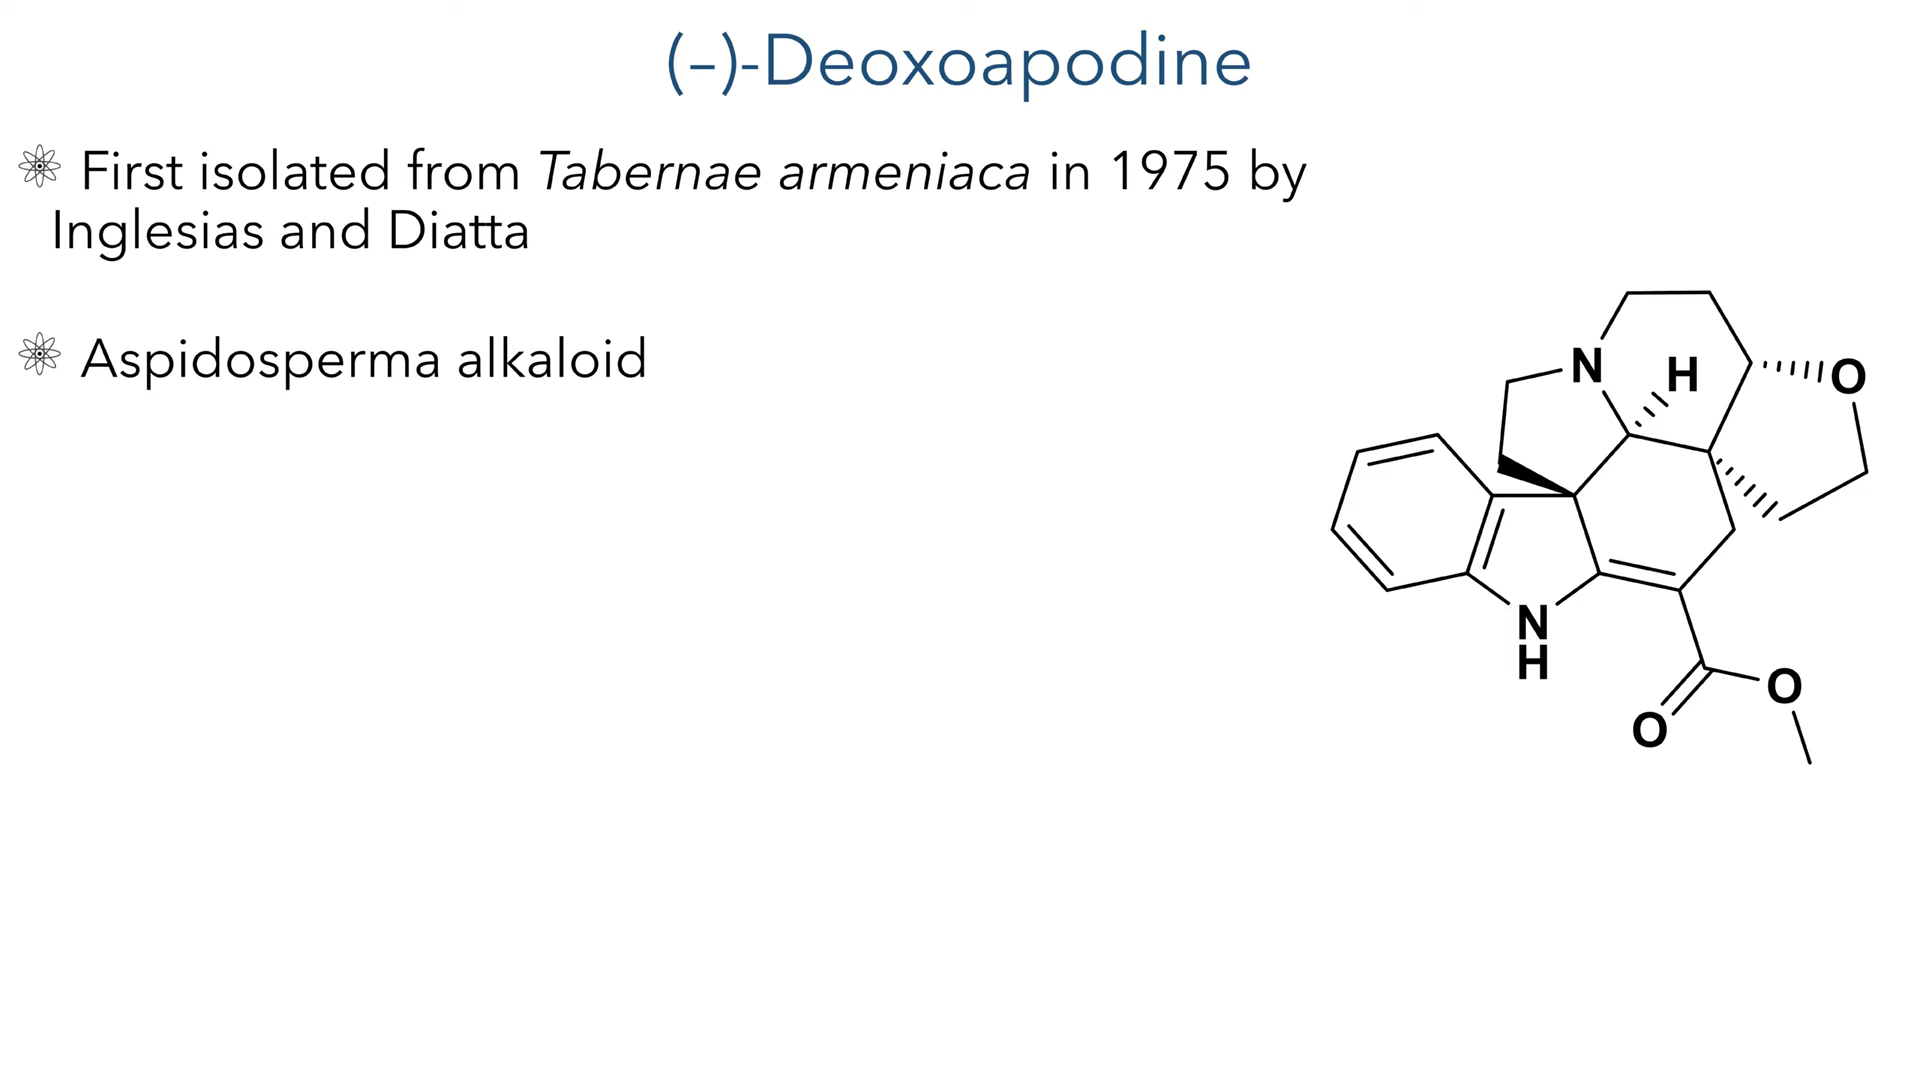 (–)-Deoxoapodine
First isolated from Tabernae armeniaca in 1975 by
Inglesias and Diatta
Aspidosperma alkaloid
N
H
O
N
H
O
O